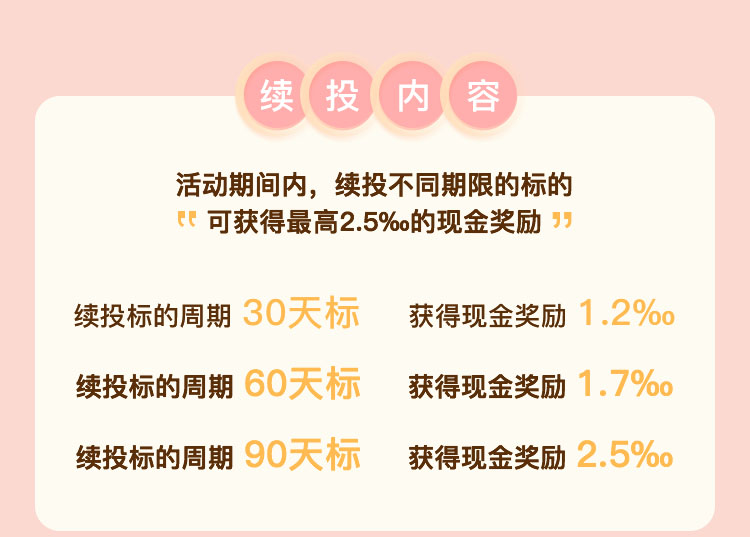 续投内容
活动期间内，续投不同期限的标的
"可获得最高2.5‰的现金奖励"
续投标的周期 30天标 获得现金奖励 1.2‰
续投标的周期 60天标 获得现金奖励 1.7‰
续投标的周期 90天标 获得现金奖励 2.5‰